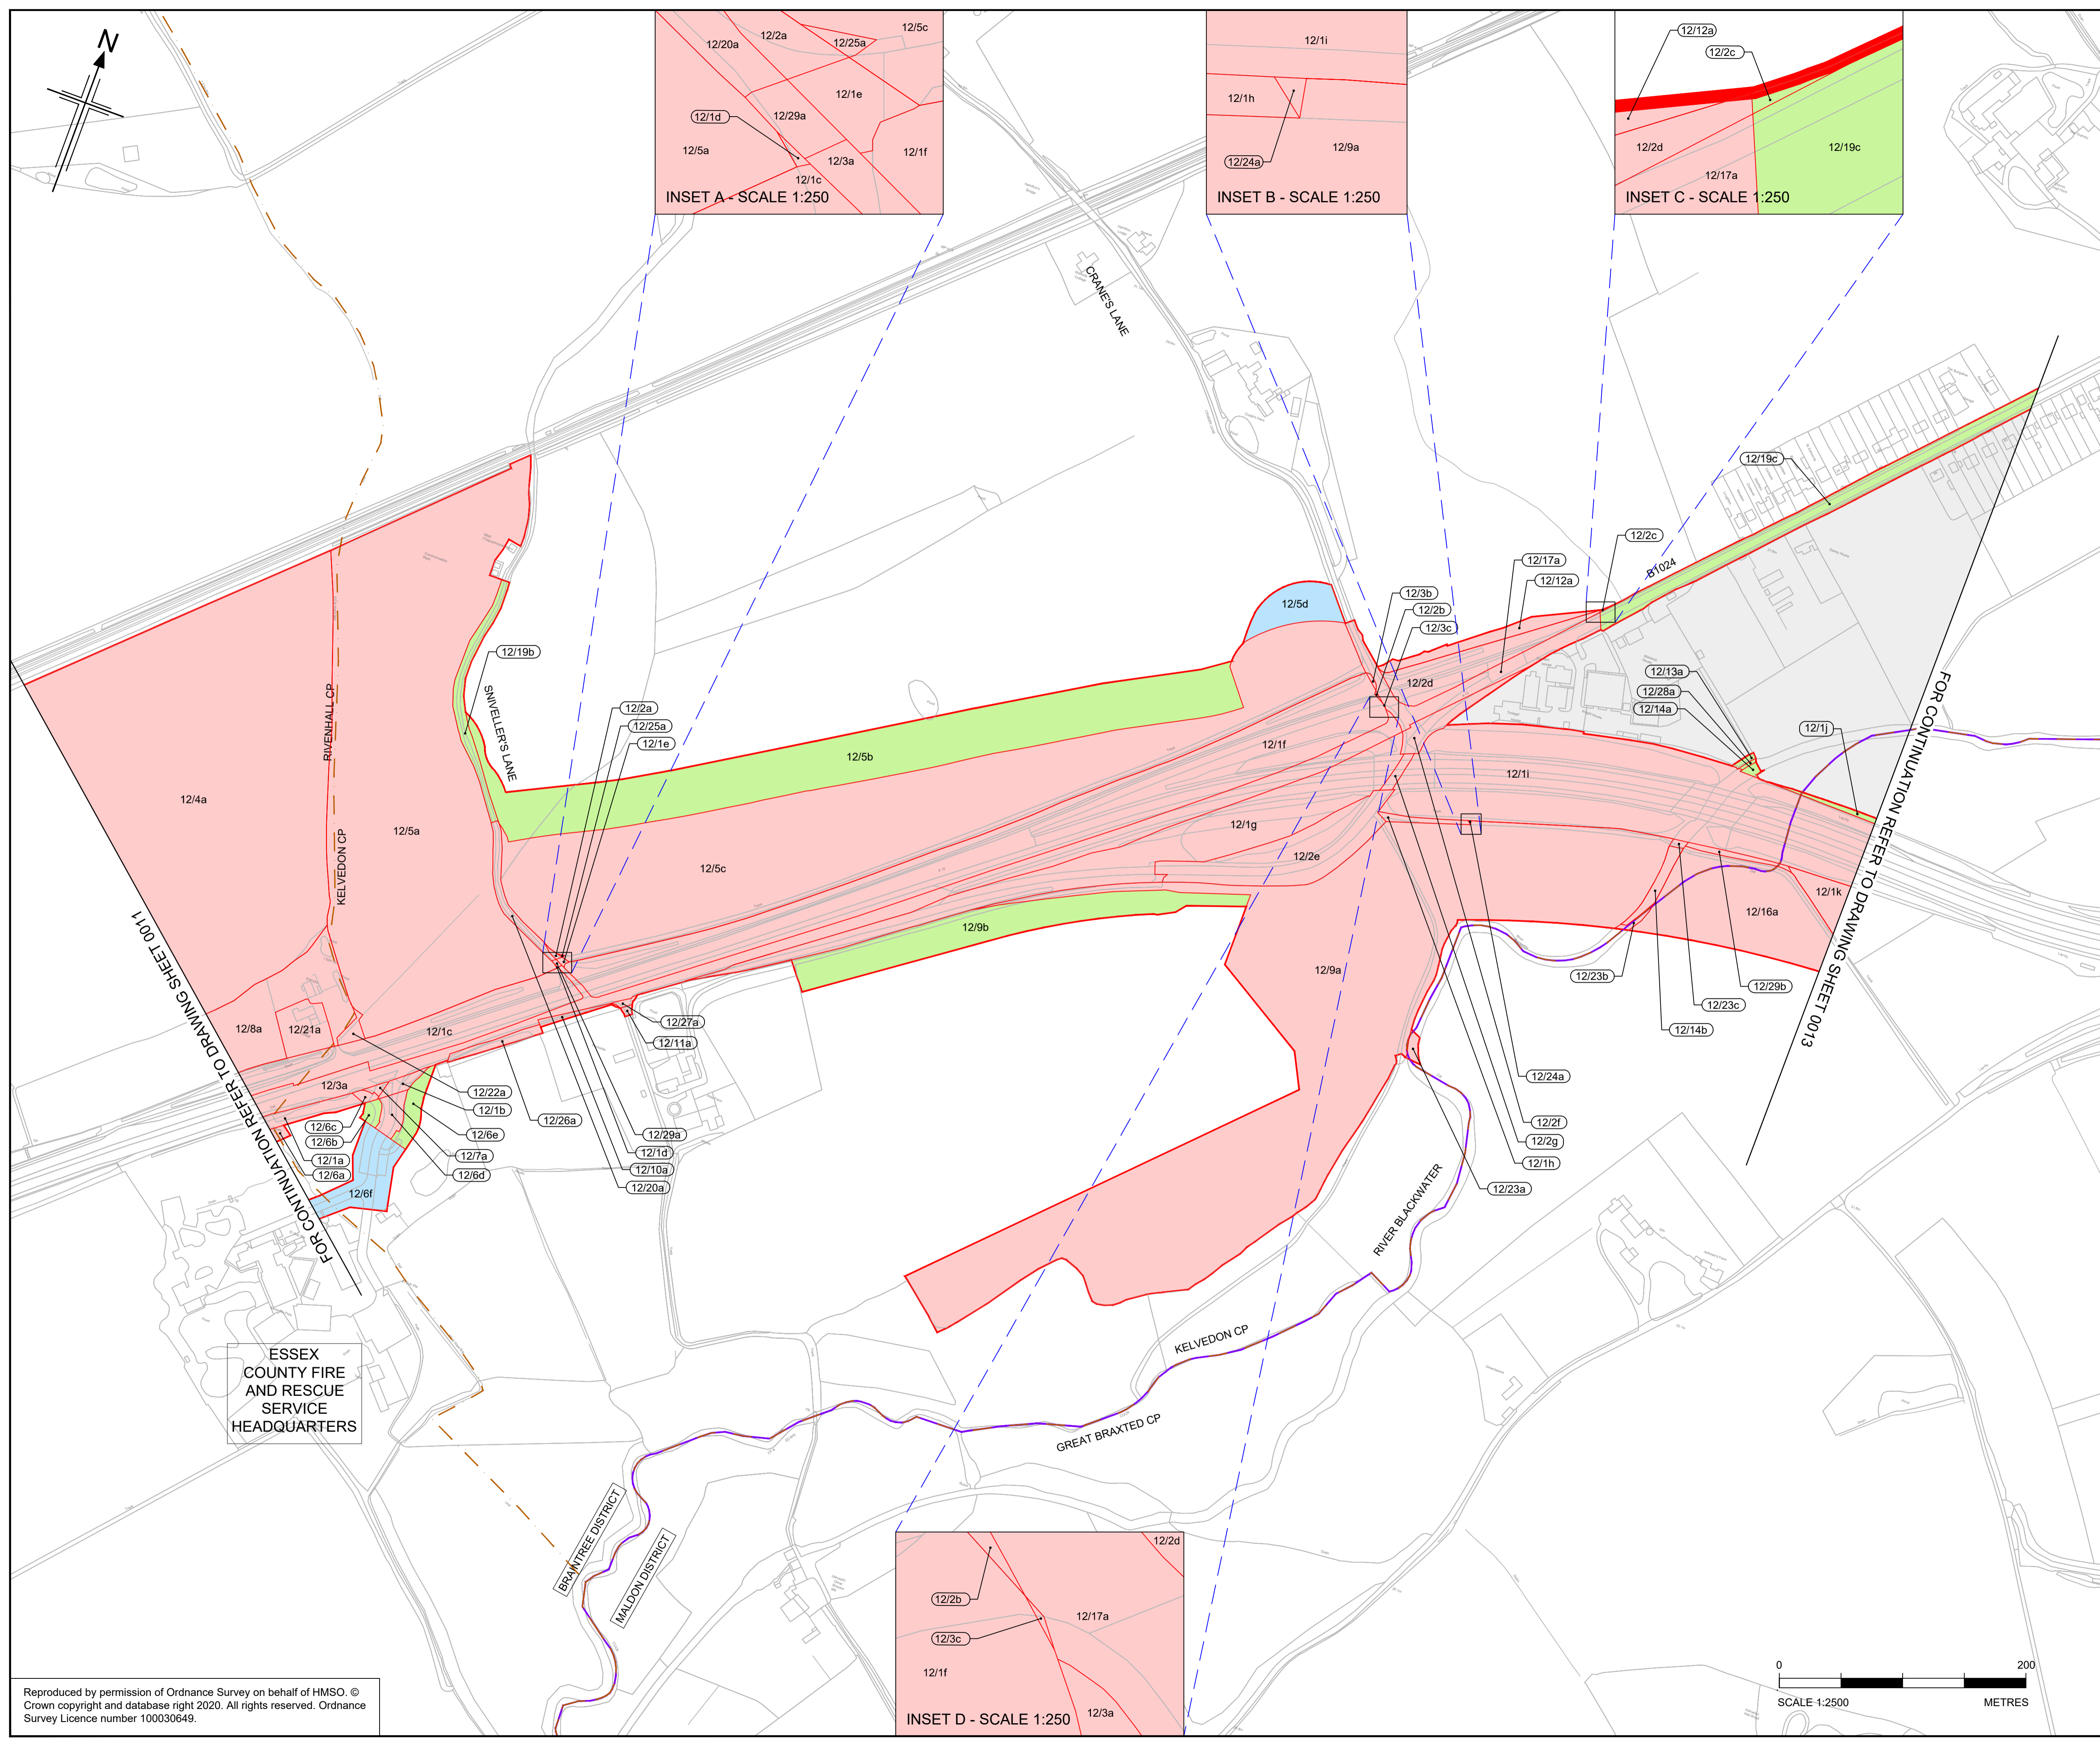 N
12/20a
12/2a
12/25a
12/5c
12/1e
12/1d
12/29a
12/5a
12/3a
12/1f
12/1c
INSET A - SCALE 1:250
12/1i
12/1h
12/9a
12/24a
INSET B - SCALE 1:250
12/12a
12/2c
12/2d
12/19c
12/17a
INSET C - SCALE 1:250
CRANE'S LANE
12/19c
12/2c
B1024
12/17a
12/12a
12/5d
12/3b
12/2b
12/3c
12/19b
12/2d
12/13a
12/28a
12/14a
SNIVELLER'S LANE
RIVENHALL CP
KELVEDON CP
12/2a
12/25a
12/1e
12/5b
12/1f
12/1i
12/1j
12/4a
12/5a
12/5c
12/1g
12/2e
12/1k
12/16a
12/9b
12/9a
12/23b
12/29b
12/23c
12/14b
FOR CONTINUATION REFER TO DRAWING SHEET 0013
FOR CONTINUATION REFER TO DRAWING SHEET 0011
12/8a
12/21a
12/1c
12/27a
12/11a
12/3a
12/22a
12/1b
12/26a
12/6c
12/6b
12/6e
12/29a
12/1a
12/7a
12/1d
12/6a
12/6d
12/10a
12/20a
12/6f
12/24a
12/2f
12/2g
12/1h
12/23a
RIVER BLACKWATER
KELVEDON CP
GREAT BRAXTED CP
ESSEX
COUNTY FIRE
AND RESCUE
SERVICE
HEADQUARTERS
BRAINTREE DISTRICT
MALDON DISTRICT
12/2d
12/2b
12/17a
12/3c
12/1f
12/3a
INSET D - SCALE 1:250
0
200
SCALE 1:2500
METRES
Reproduced by permission of Ordnance Survey on behalf of HMSO. ©
Crown copyright and database right 2020. All rights reserved. Ordnance
Survey Licence number 100030649.